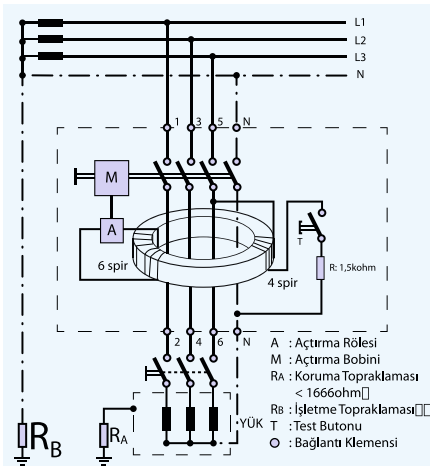 L1
L2
L3
N
1 3 5 N
M
A
T
6 spir
4 spir
R: 1,5kohm
2 4 6 N
YÜK
RB
RA
A : Açtırma Rölesi
M : Açtırma Bobini
RA : Koruma Topraklaması
< 1666ohm
RB : İşletme Topraklaması
T : Test Butonu
: Bağlantı Klemensi